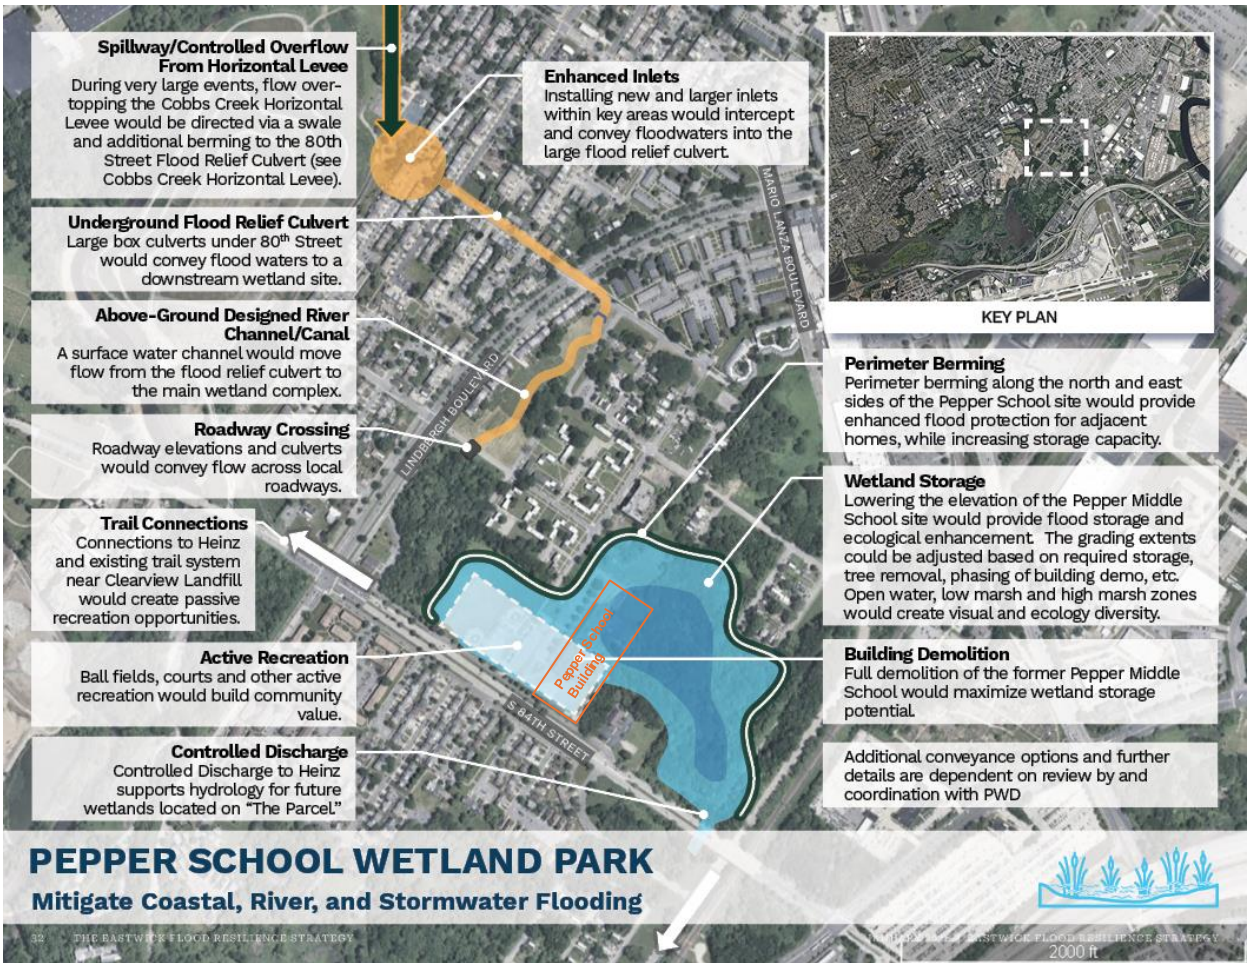 Spillway/Controlled Overflow
From Horizontal Levee
During very large events, flow over-
topping the Cobbs Creek Horizontal
Levee would be directed via a swale
and additional berming to the 80th
Street Flood Relief Culvert (see
Cobbs Creek Horizontal Levee).
Underground Flood Relief Culvert
Large box culverts under 80th Street
would convey flood waters to a
downstream wetland site.
Above-Ground Designed River
Channel/Canal
A surface water channel would move
flow from the flood relief culvert to
the main wetland complex.
Roadway Crossing
Roadway elevations and culverts
would convey flow across local
roadways.
Trail Connections
Connections to Heinz
and existing trail system
near Clearview Landfill
would create passive
recreation opportunities.
Active Recreation
Ball fields, courts and other active
recreation would build community
value.
Controlled Discharge
Controlled Discharge to Heinz
supports hydrology for future
wetlands located on “The Parcel.”
Enhanced Inlets
Installing new and larger inlets
within key areas would intercept
and convey floodwaters into the
large flood relief culvert.
MARIO LANZA BOULEVARD
LINDBERGH BOULEVARD
S 84TH STREET
Pepper School
Building
KEY PLAN
Perimeter Berming
Perimeter berming along the north and east
sides of the Pepper School site would provide
enhanced flood protection for adjacent
homes, while increasing storage capacity.
Wetland Storage
Lowering the elevation of the Pepper Middle
School site would provide flood storage and
ecological enhancement. The grading extents
could be adjusted based on required storage,
tree removal, phasing of building demo, etc.
Open water, low marsh and high marsh zones
would create visual and ecology diversity.
Building Demolition
Full demolition of the former Pepper Middle
School would maximize wetland storage
potential.
Additional conveyance options and further
details are dependent on review by and
coordination with PWD
PEPPER SCHOOL WETLAND PARK
Mitigate Coastal, River, and Stormwater Flooding
32 THE EASTWICK FLOOD RESILIENCE STRATEGY
EASTWICK FLOOD RESILIENCE STRATEGY
2000 ft